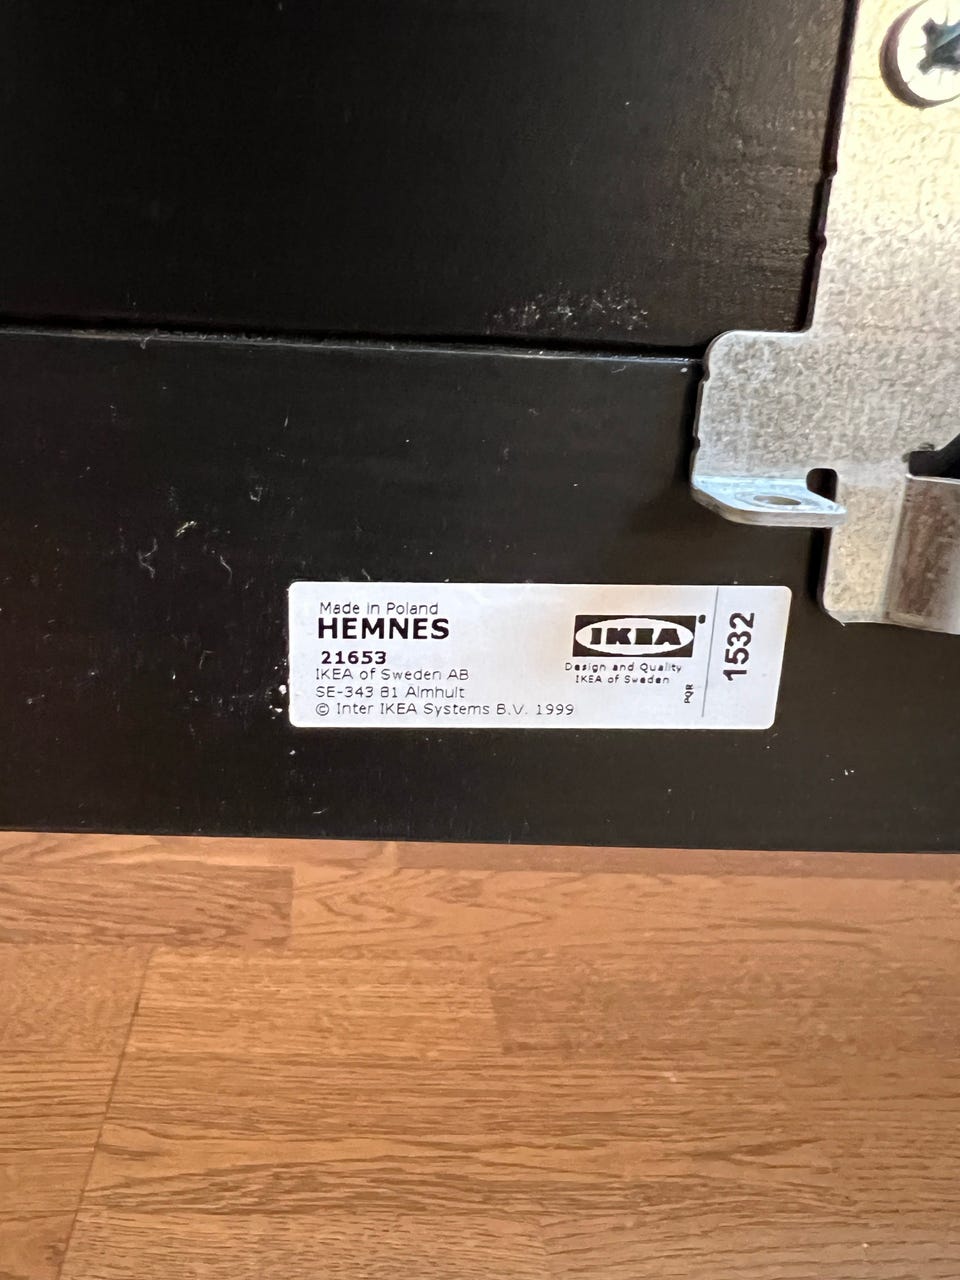 Made in Poland
HEMNES
21653
IKEA of Sweden AB
SE-343 81 Älmhult
© Inter IKEA Systems B.V. 1999
IKEA®
Design and Quality
IKEA of Sweden
PQR
1532